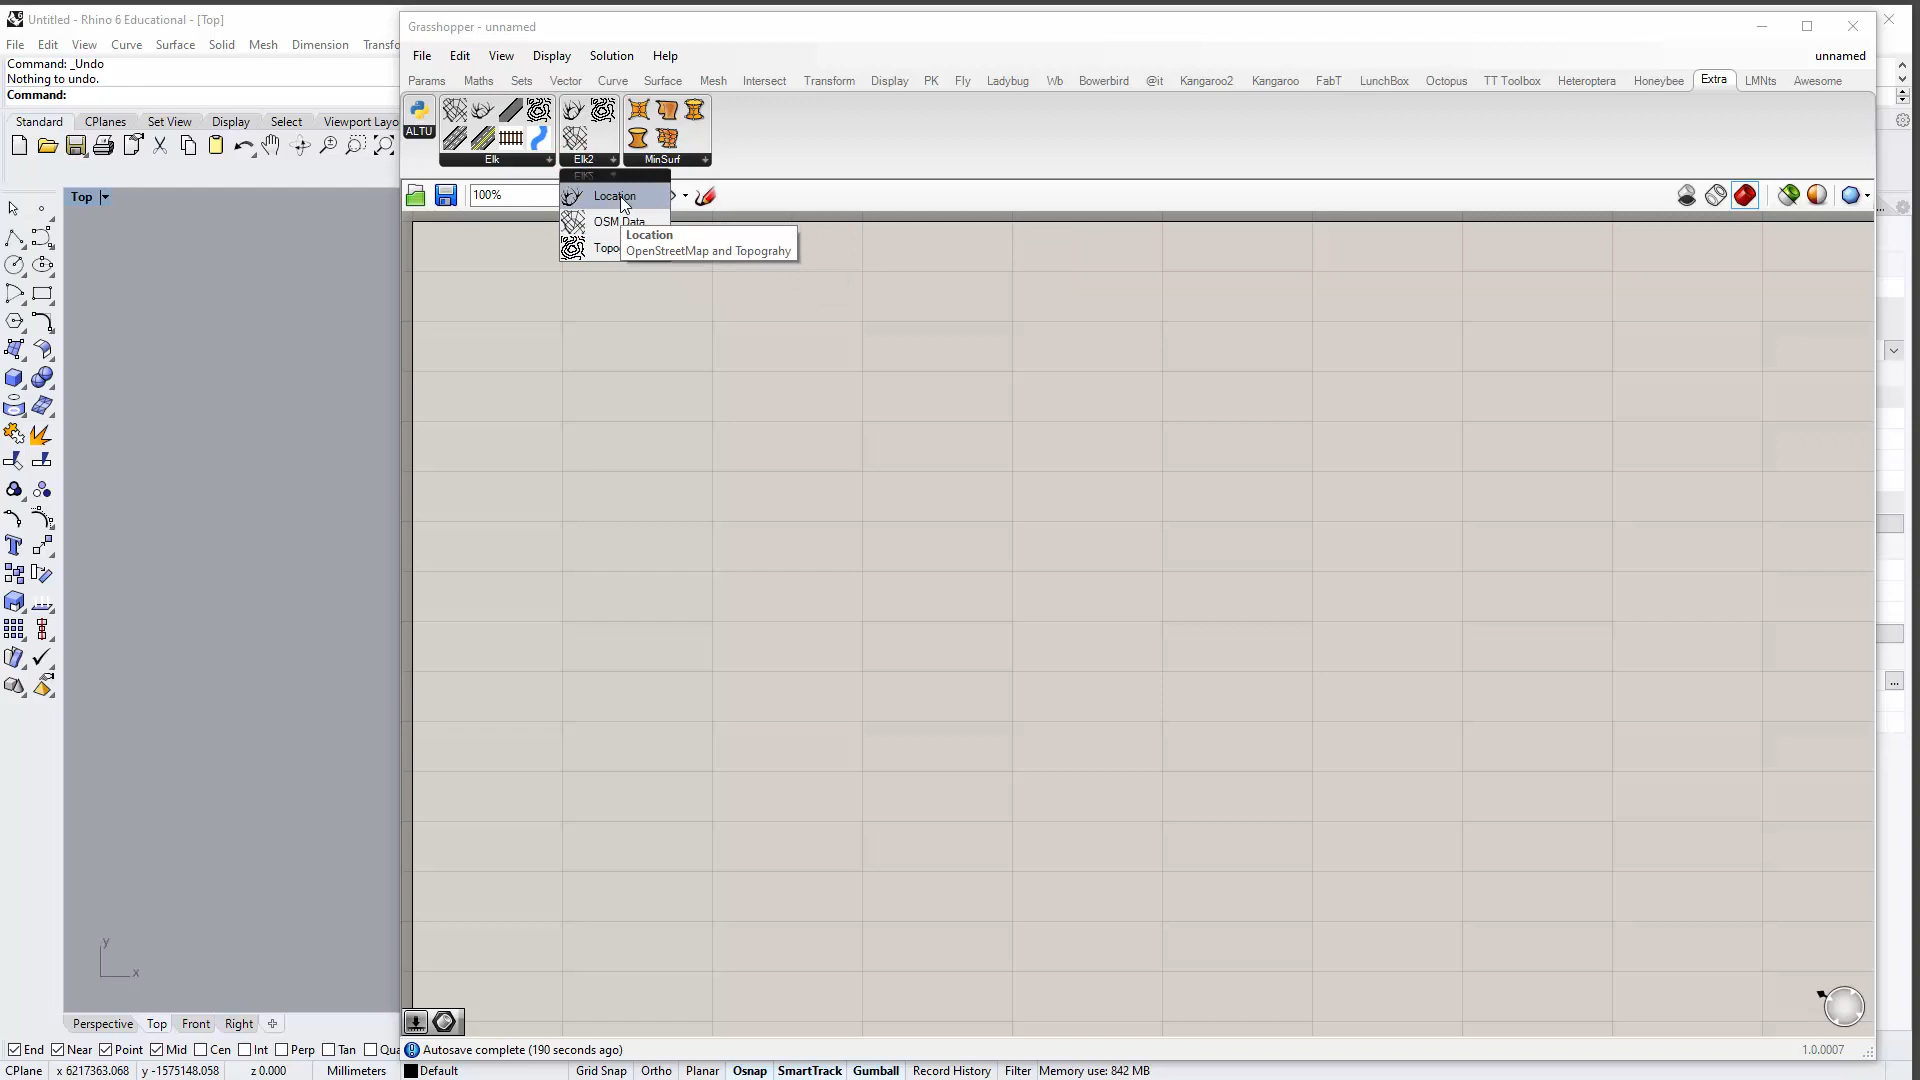 Untitled - Rhino 6 Educational - [Top]
File Edit View Curve Surface Solid Mesh Dimension Transfo
Command: _Undo
Nothing to undo.
Command:
Standard CPlanes Set View Display Select Viewport Layo
Top
y
x
Perspective Top Front Right
End Near Point Mid Cen Int Perp Tan Qua
CPlane x 6217363.068 y -1575148.058 z 0.000 Millimeters Default Grid Snap Ortho Planar Osnap SmartTrack Gumball Record History Filter Memory use: 842 MB
Grasshopper - unnamed
File Edit View Display Solution Help
unnamed
Params Maths Sets Vector Curve Surface Mesh Intersect Transform Display PK Fly Ladybug Wb Bowerbird @it Kangaroo2 Kangaroo FabT LunchBox Octopus TT Toolbox Heteroptera Honeybee Extra LMNts Awesome
ALTU
Elk Elk2 MinSurf
Elk2
100%
Location
OSM Data
Topo
Location
OpenStreetMap and Topograhy
Autosave complete (190 seconds ago)
1.0.0007